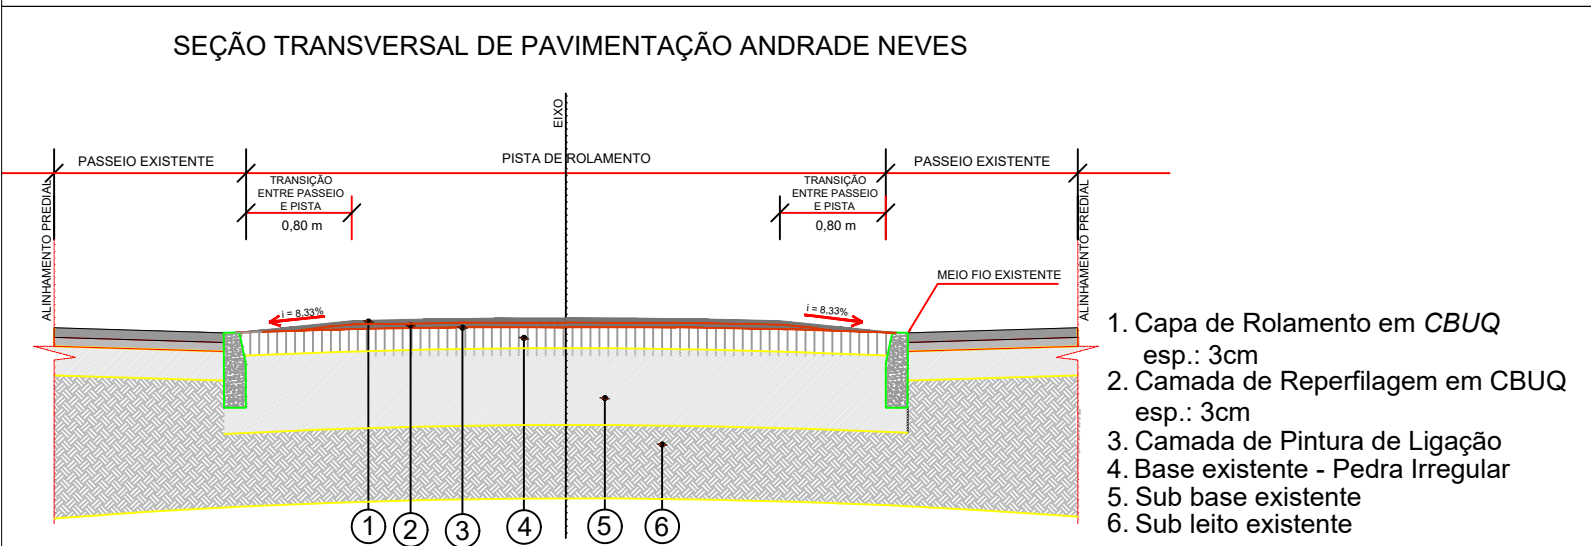 SEÇÃO TRANSVERSAL DE PAVIMENTAÇÃO ANDRADE NEVES
EIXO
PASSEIO EXISTENTE
PISTA DE ROLAMENTO
PASSEIO EXISTENTE
TRANSIÇÃO
ENTRE PASSEIO
E PISTA
0,80 m
TRANSIÇÃO
ENTRE PASSEIO
E PISTA
0,80 m
ALINHAMENTO PREDIAL
ALINHAMENTO PREDIAL
MEIO FIO EXISTENTE
i = 8.33%
i = 8.33%
1. Capa de Rolamento em CBUQ
esp.: 3cm
2. Camada de Reperfilagem em CBUQ
esp.: 3cm
3. Camada de Pintura de Ligação
4. Base existente - Pedra Irregular
5. Sub base existente
6. Sub leito existente
1 2 3 4 5 6